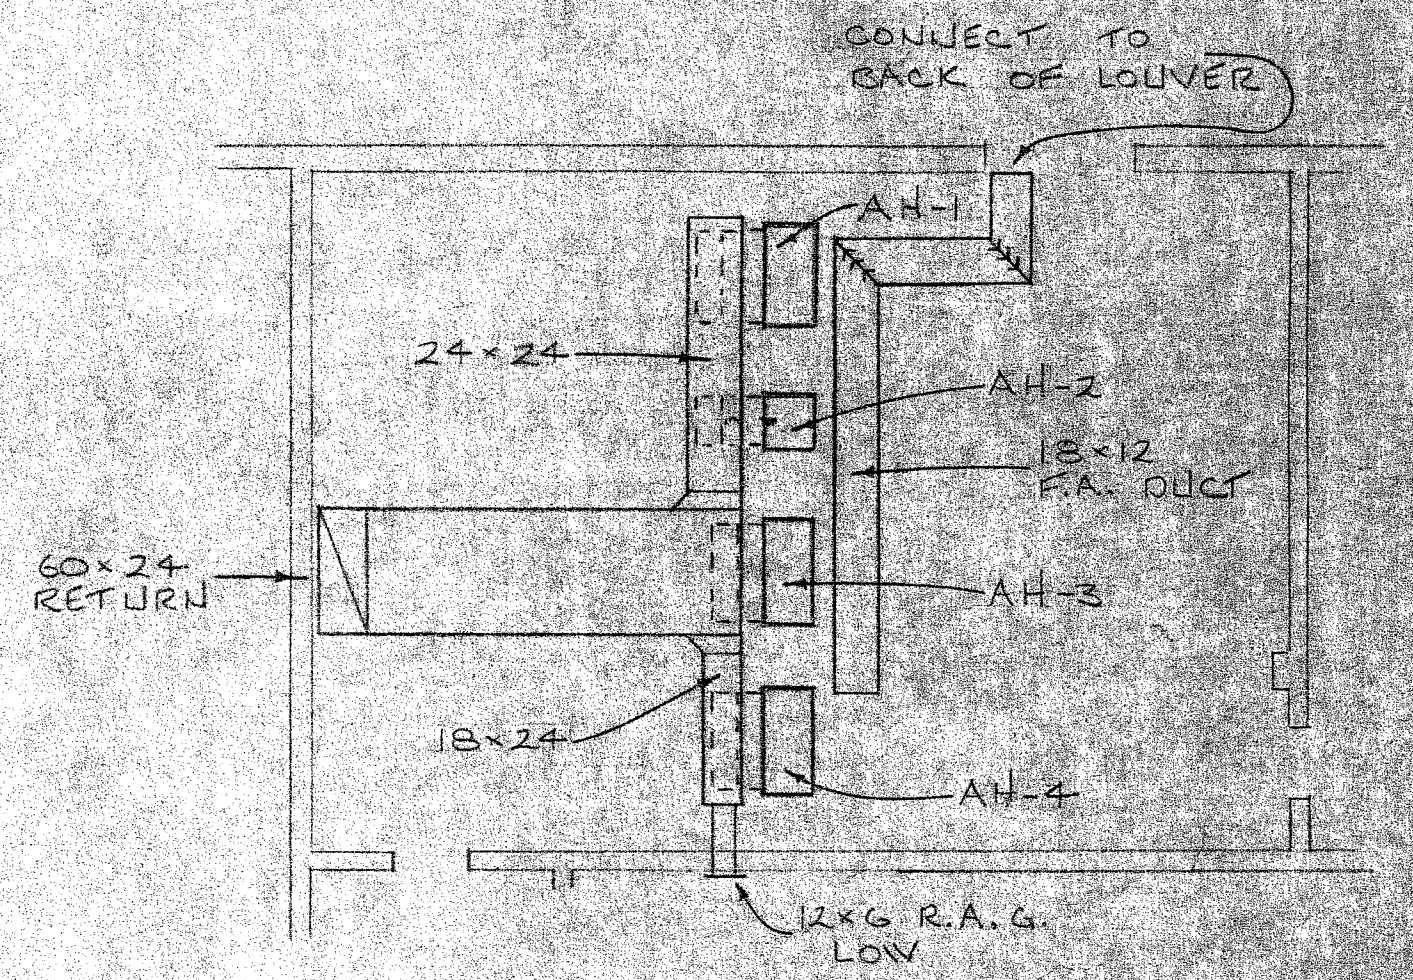 CONNECT TO
BACK OF LOUVER
AH-1
24×24
AH-2
18×12
F.A. DUCT
60×24
RETURN
AH-3
18×24
AH-4
12×6 R.A.G.
LOW